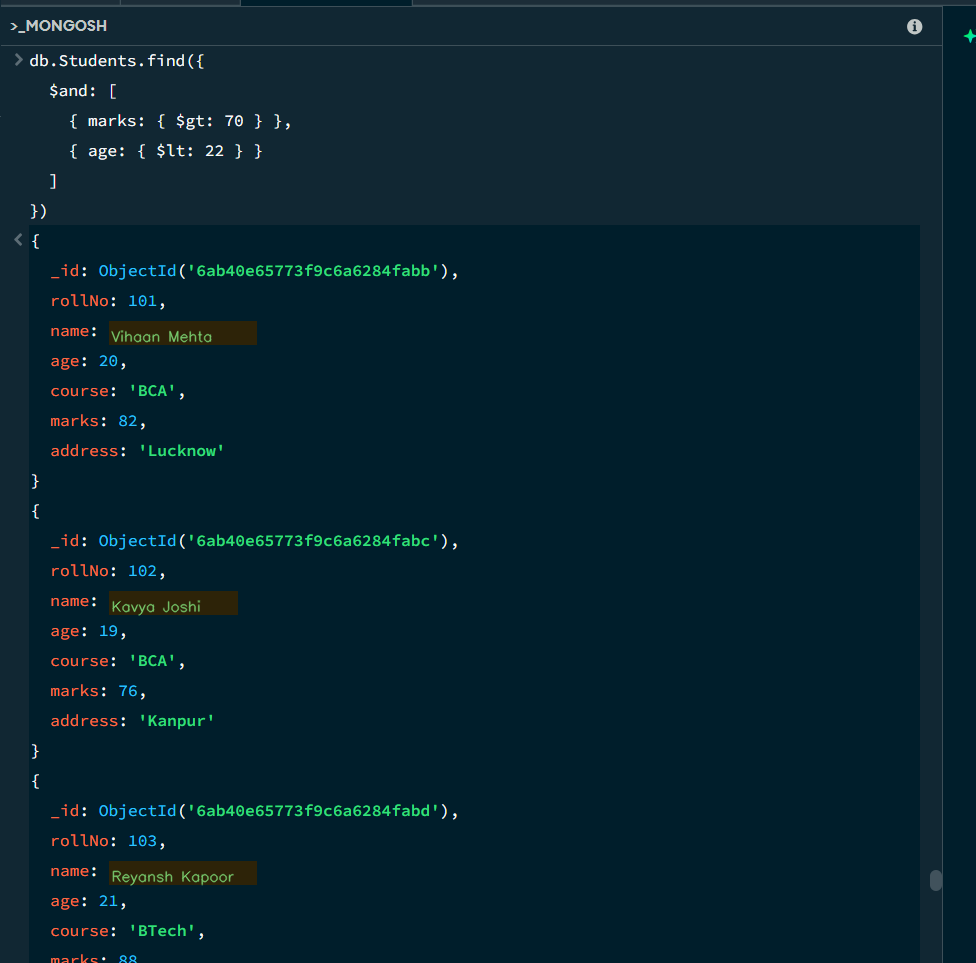 >_MONGOSH
db.Students.find({
$and: [
{ marks: { $gt: 70 } },
{ age: { $lt: 22 } }
]
})
{
_id: ObjectId('6ab40e65773f9c6a6284fabb'),
rollNo: 101,
name: Vihaan Mehta
age: 20,
course: 'BCA',
marks: 82,
address: 'Lucknow'
}
{
_id: ObjectId('6ab40e65773f9c6a6284fabc'),
rollNo: 102,
name: Kavya Joshi
age: 19,
course: 'BCA',
marks: 76,
address: 'Kanpur'
}
{
_id: ObjectId('6ab40e65773f9c6a6284fabd'),
rollNo: 103,
name: Reyansh Kapoor
age: 21,
course: 'BTech',
marks: 88